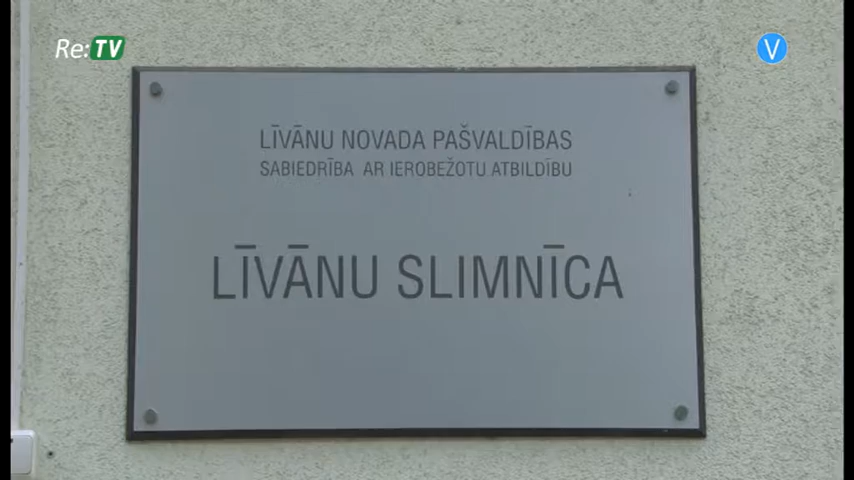 Re:TV
V
LĪVĀNU NOVADA PAŠVALDĪBAS
SABIEDRĪBA AR IEROBEŽOTU ATBILDĪBU
LĪVĀNU SLIMNĪCA